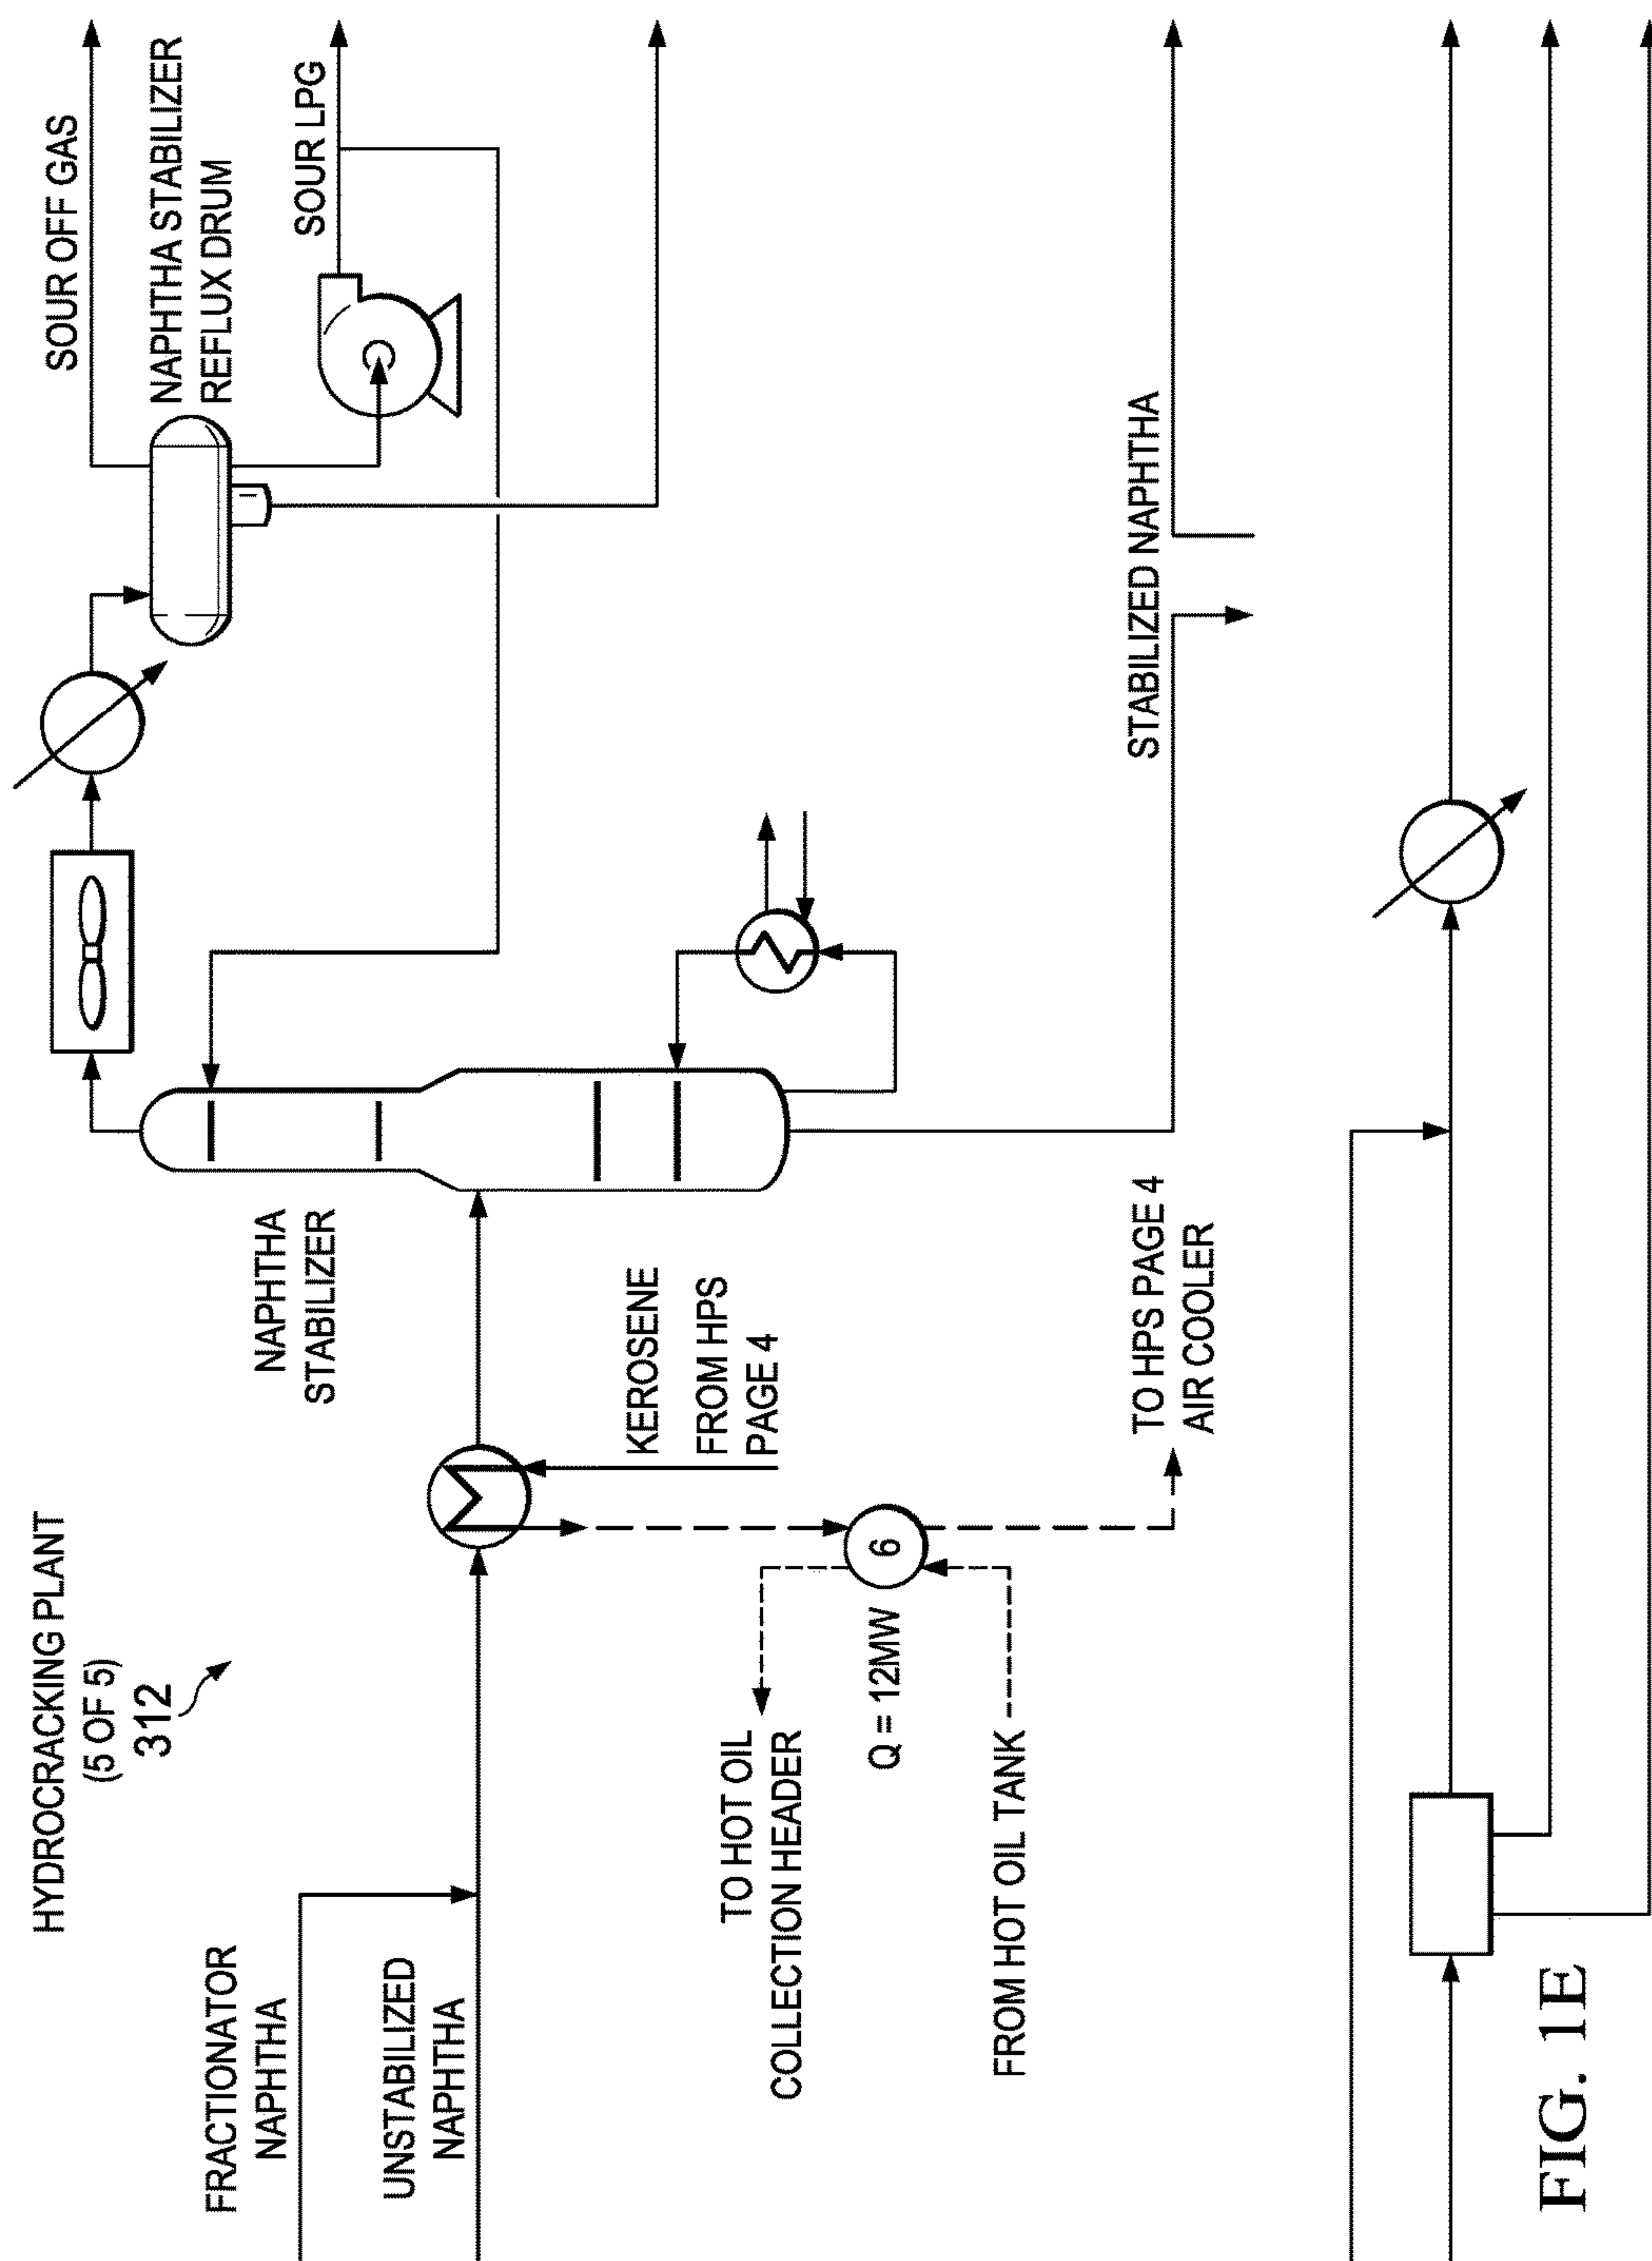 HYDROCRACKING PLANT
(5 OF 5)
312
FRACTIONATOR
NAPHTHA
UNSTABILIZED
NAPHTHA
NAPHTHA
STABILIZER
SOUR OFF GAS
NAPHTHA STABILIZER
REFLUX DRUM
SOUR LPG
KEROSENE
FROM HPS
PAGE 4
TO HOT OIL
COLLECTION HEADER
6
Q = 12MW
FROM HOT OIL TANK
TO HPS PAGE 4
AIR COOLER
STABILIZED NAPHTHA
FIG. 1E